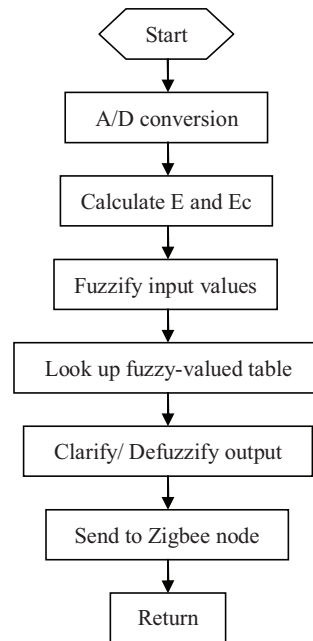 Start
A/D conversion
Calculate E and Ec
Fuzzify input values
Look up fuzzy-valued table
Clarify/ Defuzzify output
Send to Zigbee node
Return